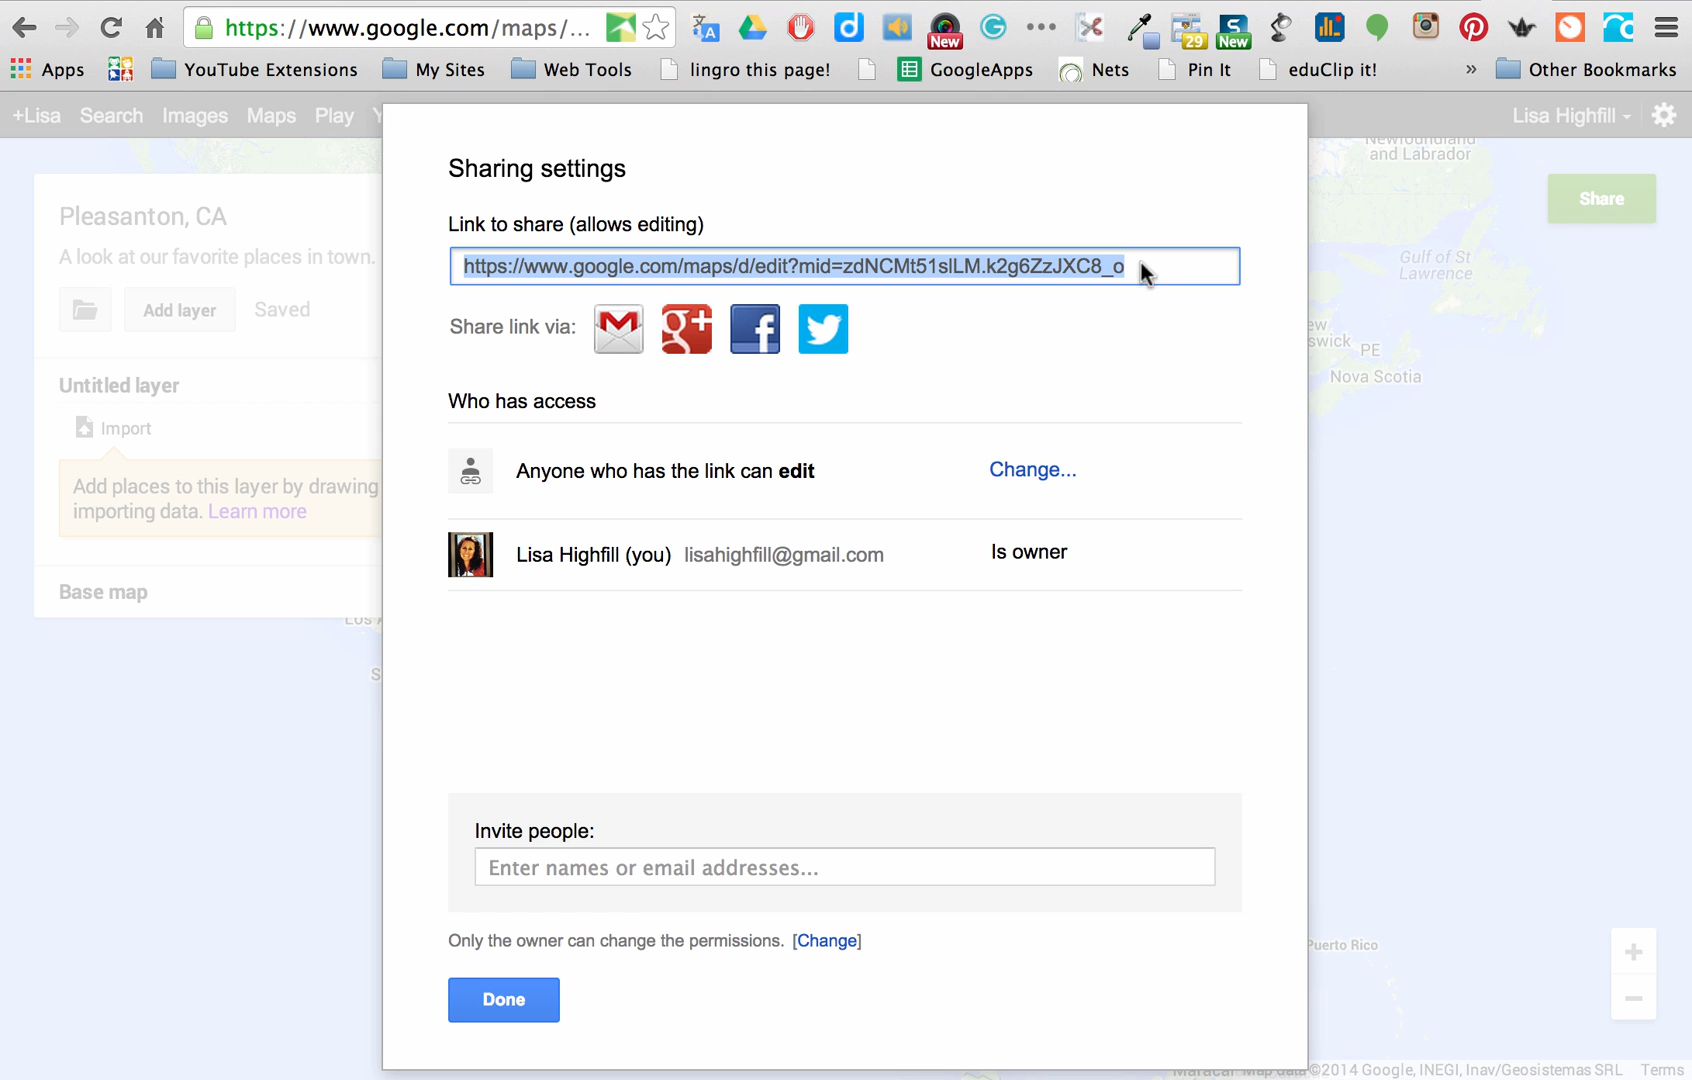 https://www.google.com/maps/...
New
29
New
Apps
YouTube Extensions
My Sites
Web Tools
lingro this page!
GoogleApps
Nets
Pin It
eduClip it!
»
Other Bookmarks
+Lisa
Search
Images
Maps
Play
Lisa Highfill
and Labrador
Share
Gulf of St
Lawrence
PE
Nova Scotia
Pleasanton, CA
A look at our favorite places in town.
Add layer
Saved
Untitled layer
Import
Add places to this layer by drawing
importing data. Learn more
Base map
Sharing settings
Link to share (allows editing)
https://www.google.com/maps/d/edit?mid=zdNCMt51slLM.k2g6ZzJXC8_o
Share link via:
Who has access
Anyone who has the link can edit
Change...
Lisa Highfill (you) lisahighfill@gmail.com
Is owner
Invite people:
Enter names or email addresses...
Only the owner can change the permissions. [Change]
Done
Puerto Rico
©2014 Google, INEGI, Inav/Geosistemas SRL
Terms